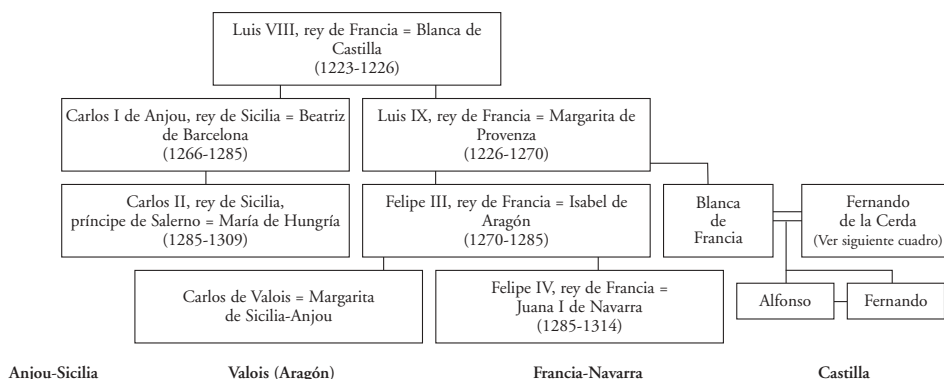 Luis VIII, rey de Francia = Blanca de
Castilla
(1223-1226)
Carlos I de Anjou, rey de Sicilia = Beatriz
de Barcelona
(1266-1285)
Luis IX, rey de Francia = Margarita de
Provenza
(1226-1270)
Carlos II, rey de Sicilia,
príncipe de Salerno = María de Hungría
(1285-1309)
Felipe III, rey de Francia = Isabel de
Aragón
(1270-1285)
Blanca
de
Francia
Fernando
de la Cerda
(Ver siguiente cuadro)
Carlos de Valois = Margarita
de Sicilia-Anjou
Felipe IV, rey de Francia =
Juana I de Navarra
(1285-1314)
Alfonso
Fernando
Anjou-Sicilia
Valois (Aragón)
Francia-Navarra
Castilla